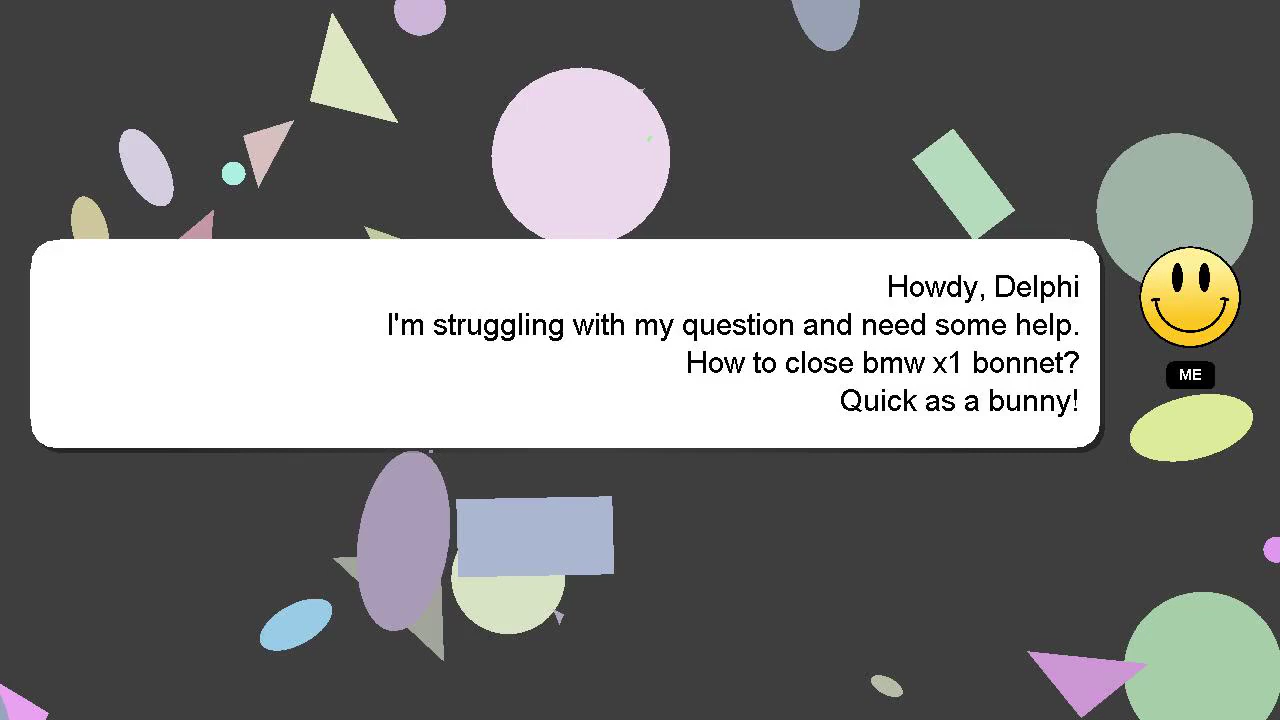 Howdy, Delphi
I'm struggling with my question and need some help.
How to close bmw x1 bonnet?
Quick as a bunny!
ME